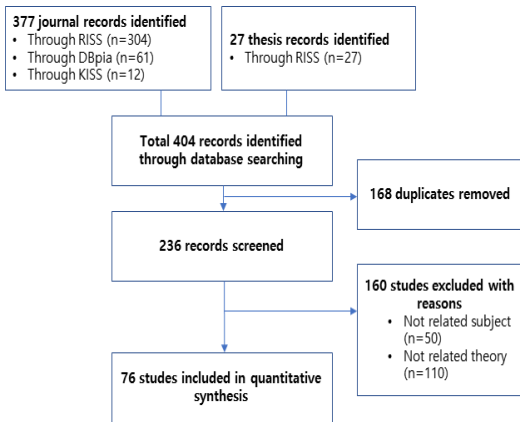 377 journal records identified
• Through RISS (n=304)
• Through DBpia (n=61)
• Through KISS (n=12)
27 thesis records identified
• Through RISS (n=27)
Total 404 records identified
through database searching
168 duplicates removed
236 records screened
160 studes excluded with
reasons
• Not related subject
(n=50)
• Not related theory
(n=110)
76 studes included in quantitative
synthesis